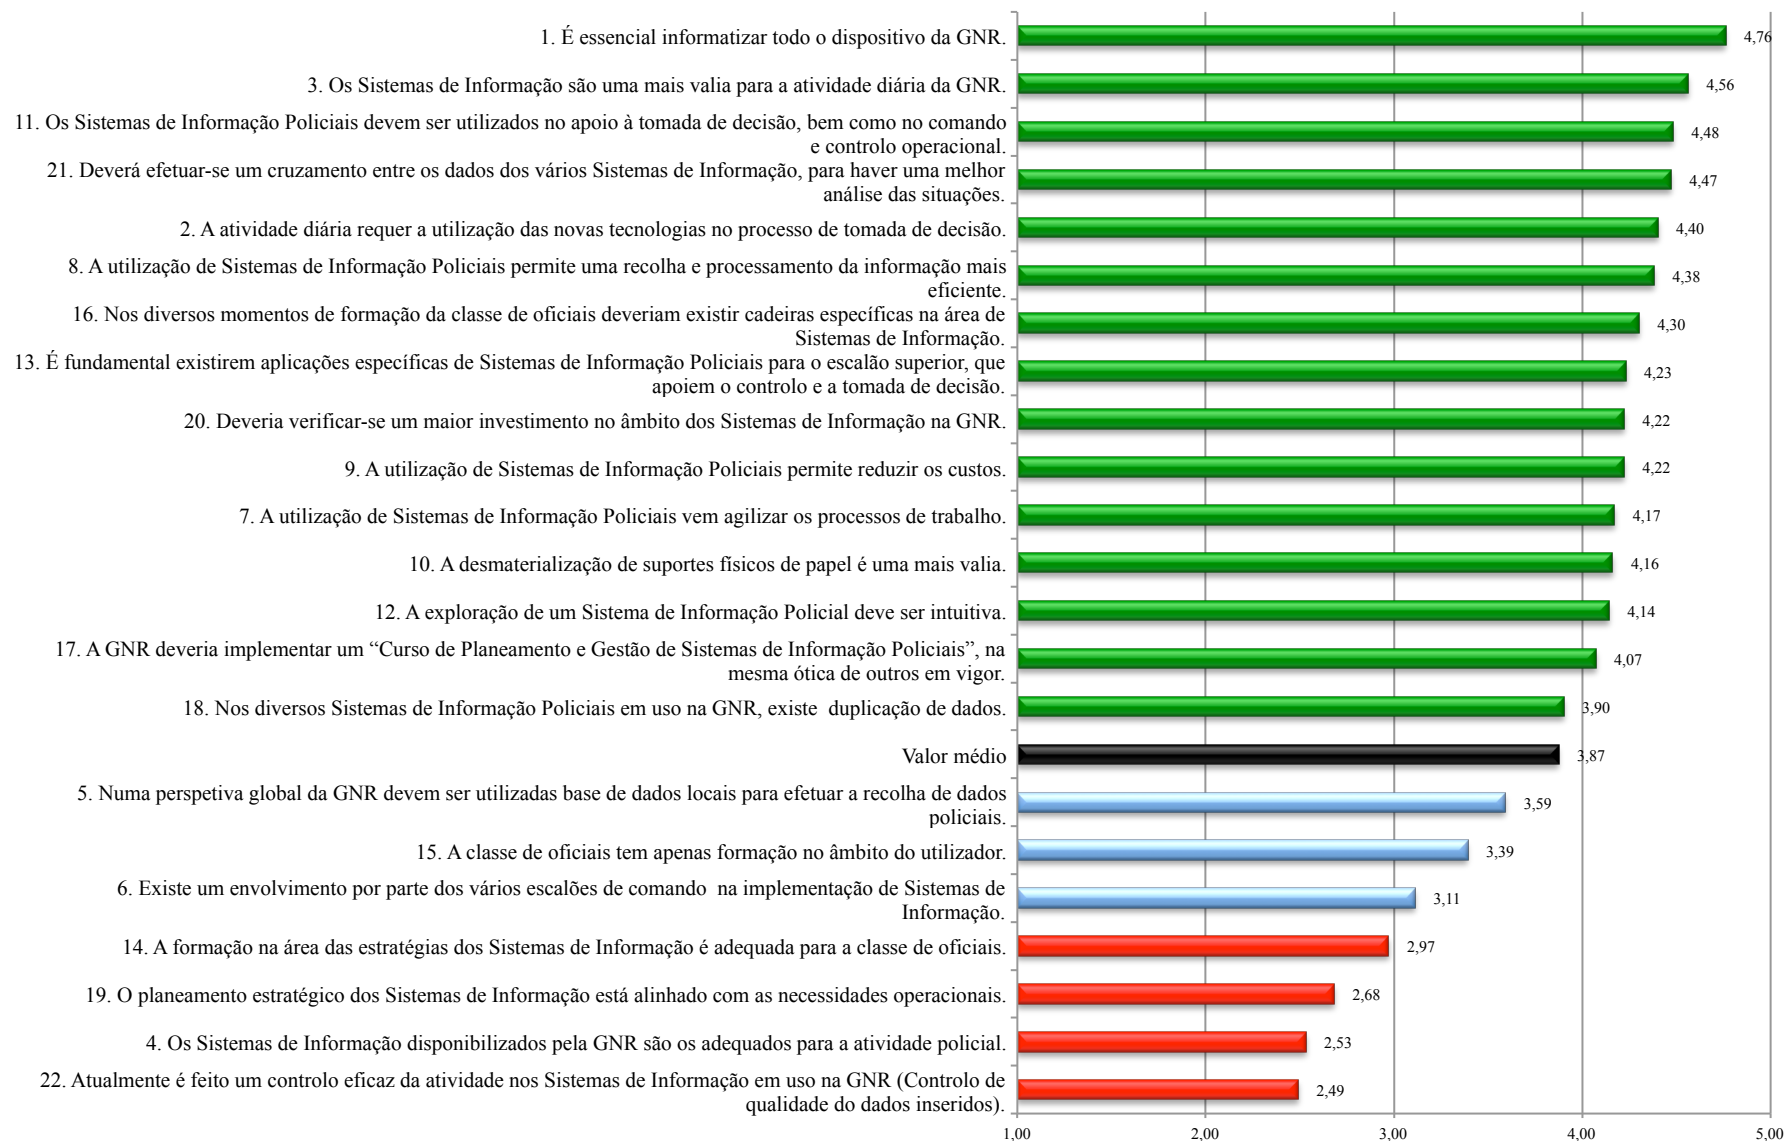 1. É essencial informatizar todo o dispositivo da GNR.
4,76
3. Os Sistemas de Informação são uma mais valia para a atividade diária da GNR.
4,56
11. Os Sistemas de Informação Policiais devem ser utilizados no apoio à tomada de decisão, bem como no comando
e controlo operacional.
4,48
21. Deverá efetuar-se um cruzamento entre os dados dos vários Sistemas de Informação, para haver uma melhor
análise das situações.
4,47
2. A atividade diária requer a utilização das novas tecnologias no processo de tomada de decisão.
4,40
8. A utilização de Sistemas de Informação Policiais permite uma recolha e processamento da informação mais
eficiente.
4,38
16. Nos diversos momentos de formação da classe de oficiais deveriam existir cadeiras específicas na área de
Sistemas de Informação.
4,30
13. É fundamental existirem aplicações específicas de Sistemas de Informação Policiais para o escalão superior, que
apoiem o controlo e a tomada de decisão.
4,23
20. Deveria verificar-se um maior investimento no âmbito dos Sistemas de Informação na GNR.
4,22
9. A utilização de Sistemas de Informação Policiais permite reduzir os custos.
4,22
7. A utilização de Sistemas de Informação Policiais vem agilizar os processos de trabalho.
4,17
10. A desmaterialização de suportes físicos de papel é uma mais valia.
4,16
12. A exploração de um Sistema de Informação Policial deve ser intuitiva.
4,14
17. A GNR deveria implementar um “Curso de Planeamento e Gestão de Sistemas de Informação Policiais”, na
mesma ótica de outros em vigor.
4,07
18. Nos diversos Sistemas de Informação Policiais em uso na GNR, existe  duplicação de dados.
3,90
Valor médio
3,87
5. Numa perspetiva global da GNR devem ser utilizadas base de dados locais para efetuar a recolha de dados
policiais.
3,59
15. A classe de oficiais tem apenas formação no âmbito do utilizador.
3,39
6. Existe um envolvimento por parte dos vários escalões de comando  na implementação de Sistemas de
Informação.
3,11
14. A formação na área das estratégias dos Sistemas de Informação é adequada para a classe de oficiais.
2,97
19. O planeamento estratégico dos Sistemas de Informação está alinhado com as necessidades operacionais.
2,68
4. Os Sistemas de Informação disponibilizados pela GNR são os adequados para a atividade policial.
2,53
22. Atualmente é feito um controlo eficaz da atividade nos Sistemas de Informação em uso na GNR (Controlo de
qualidade do dados inseridos).
2,49
1,00 2,00 3,00 4,00 5,00